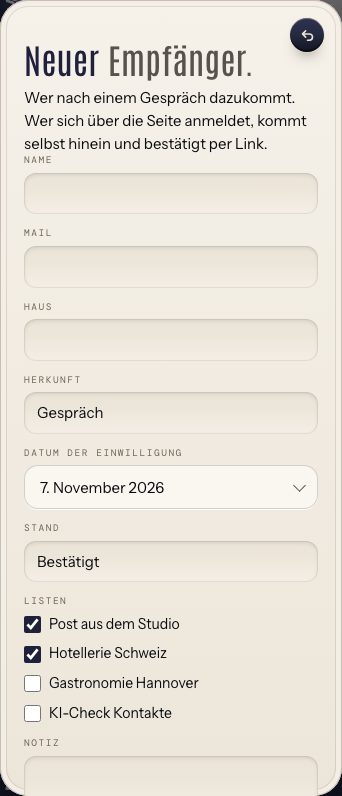 Neuer Empfänger.
Wer nach einem Gespräch dazukommt.
Wer sich über die Seite anmeldet, kommt
selbst hinein und bestätigt per Link.
NAME
MAIL
HAUS
HERKUNFT
Gespräch
DATUM DER EINWILLIGUNG
7. November 2026
STAND
Bestätigt
LISTEN
Post aus dem Studio
Hotellerie Schweiz
Gastronomie Hannover
KI-Check Kontakte
NOTIZ